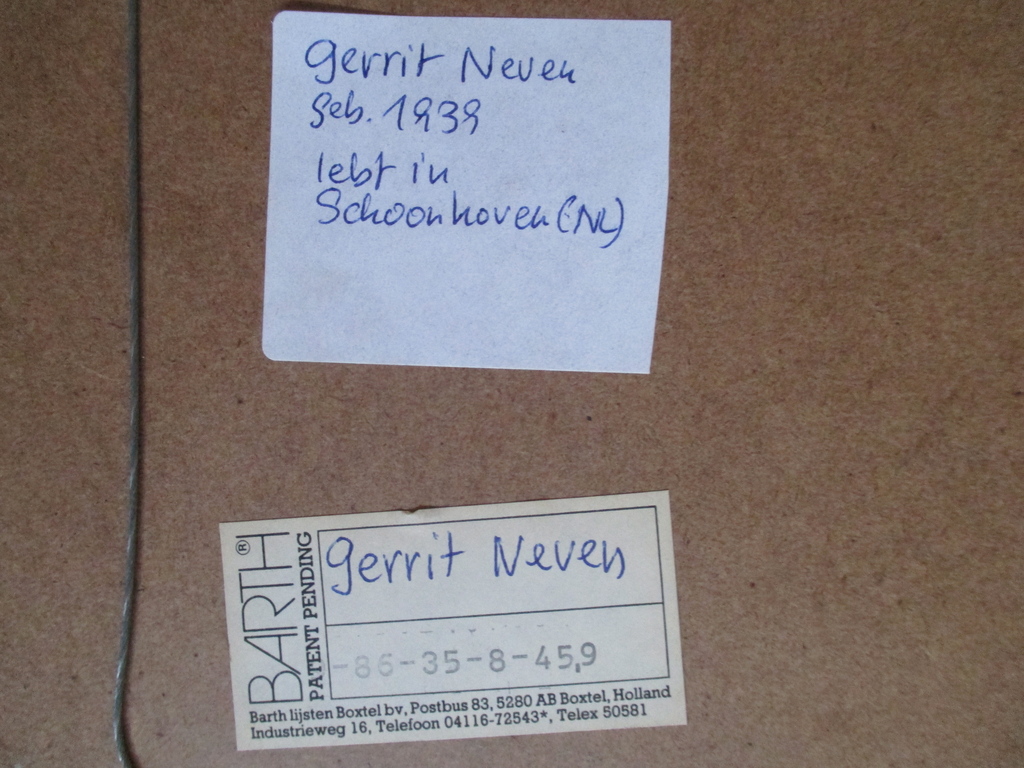 Gerrit Neven
geb. 1939
lebt in
Schoonhoven (NL)
BARTH®
PATENT PENDING
Gerrit Neven
-86-35-8-45,9
Barth lijsten Boxtel bv, Postbus 83, 5280 AB Boxtel, Holland
Industrieweg 16, Telefoon 04116-72543*, Telex 50581